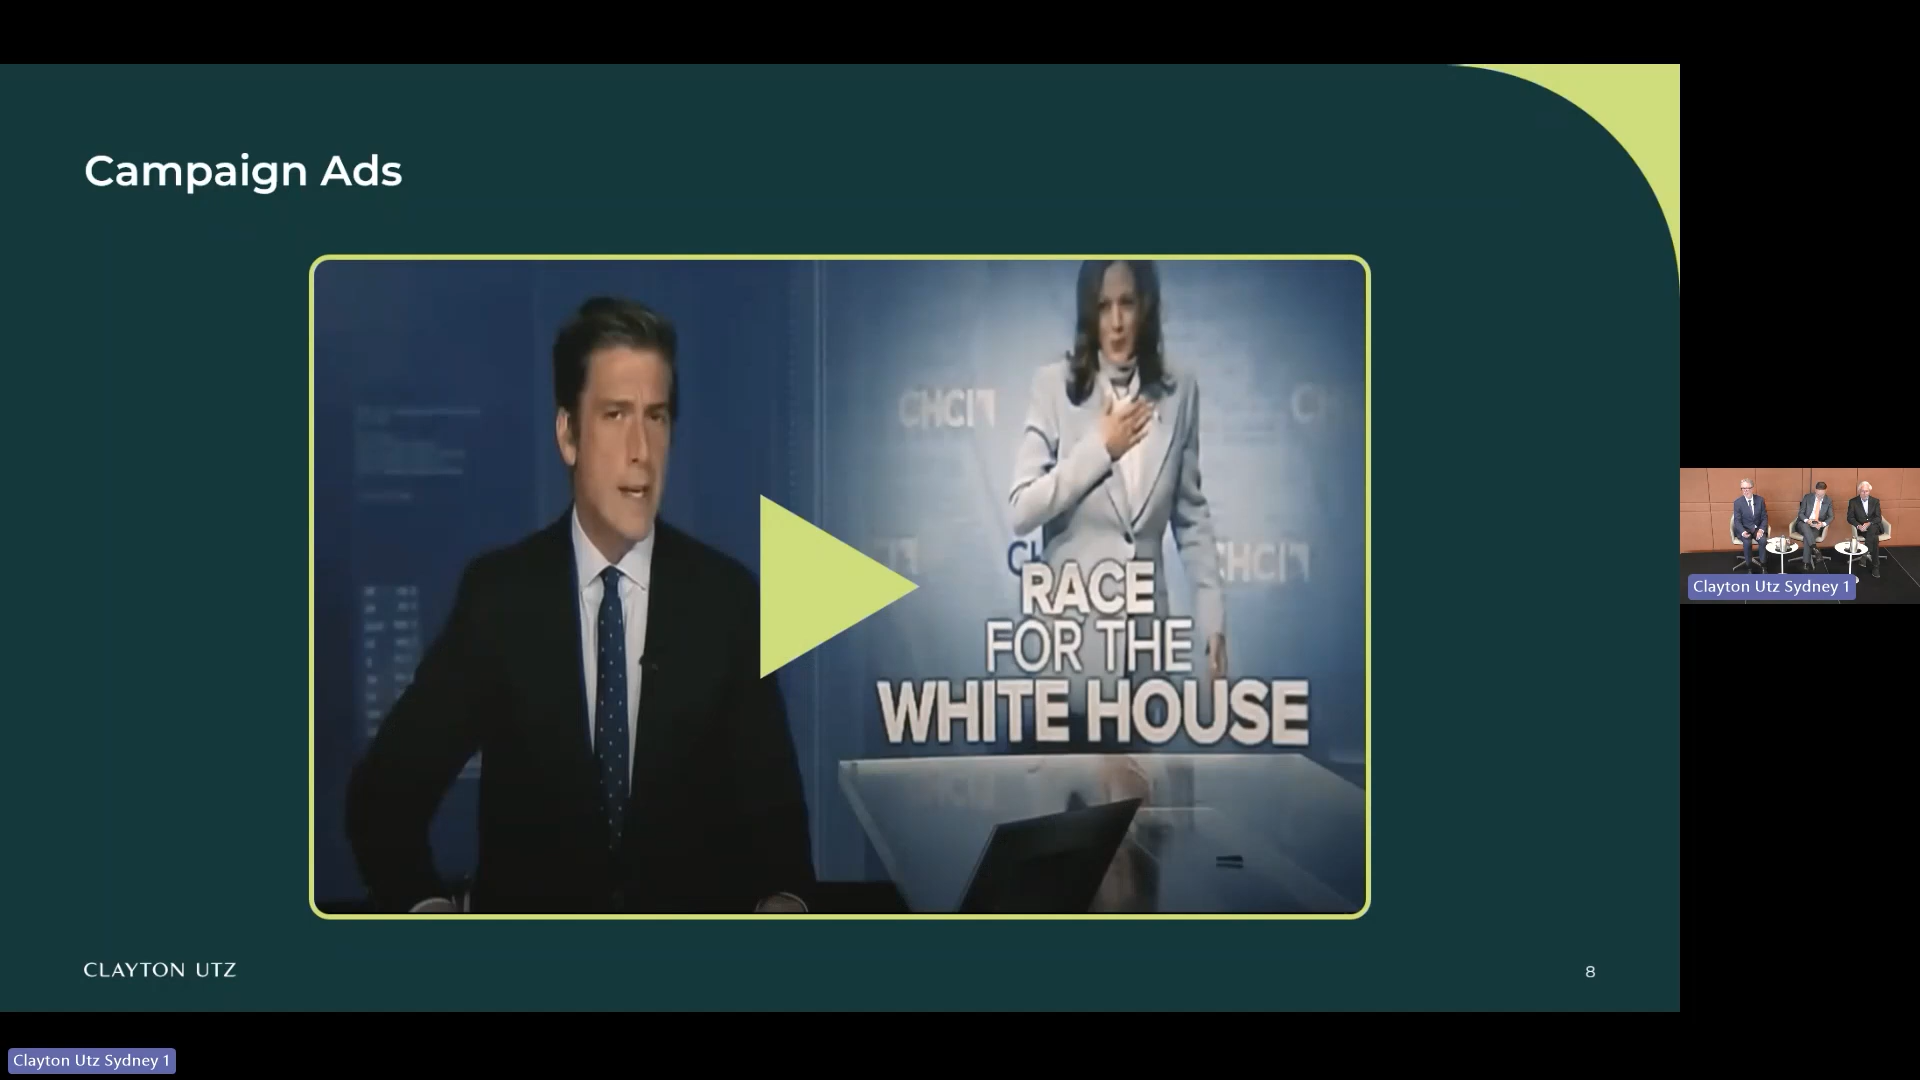 Campaign Ads
CHCI
RACE
FOR THE
WHITE HOUSE
CHCI
CLAYTON UTZ
8
Clayton Utz Sydney 1
Clayton Utz Sydney 1